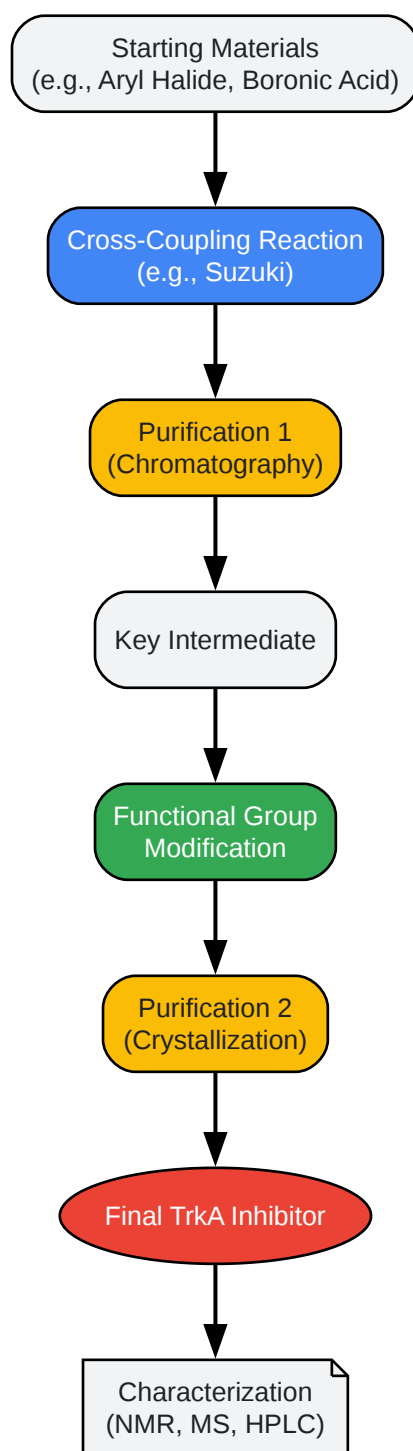 Starting Materials
(e.g., Aryl Halide, Boronic Acid)
Cross-Coupling Reaction
(e.g., Suzuki)
Purification 1
(Chromatography)
Key Intermediate
Functional Group
Modification
Purification 2
(Crystallization)
Final TrkA Inhibitor
Characterization
(NMR, MS, HPLC)